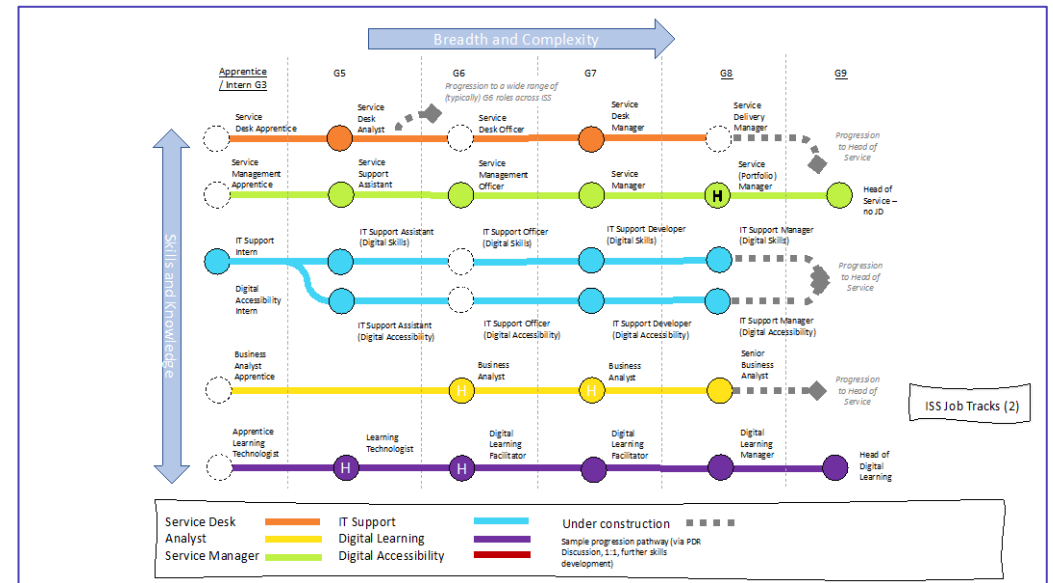 Breadth and Complexity
Apprentice
/ Intern G3
G5
G6
G7
G8
G9
Progression to a wide range of
(typically) G6 roles across ISS
Service
Desk Apprentice
Service
Desk
Analyst
Service
Desk Officer
Service
Desk
Manager
Service
Delivery
Manager
Progression
to Head of
Service
Service
Management
Apprentice
Service
Support
Assistant
Service
Management
Officer
Service
Manager
Service
(Portfolio)
Manager
H
Head of
Service –
no JD
Skills and Knowledge
IT Support
Intern
IT Support Assistant
(Digital Skills)
IT Support Officer
(Digital Skills)
IT Support Developer
(Digital Skills)
IT Support Manager
(Digital Skills)
Progression
to Head of
Service
Digital
Accessibility
Intern
IT Support Assistant
(Digital Accessibility)
IT Support Officer
(Digital Accessibility)
IT Support Developer
(Digital Accessibility)
IT Support Manager
(Digital Accessibility)
Business
Analyst
Apprentice
Business
Analyst
H
Business
Analyst
H
Senior
Business
Analyst
Progression
to Head of
Service
ISS Job Tracks (2)
Apprentice
Learning
Technologist
Learning
Technologist
H
Digital
Learning
Facilitator
H
Digital
Learning
Facilitator
Digital
Learning
Manager
Head of
Digital
Learning
Service Desk
IT Support
Under construction
Analyst
Digital Learning
Sample progression pathway (via PDR
Discussion, 1:1, further skills
development)
Service Manager
Digital Accessibility